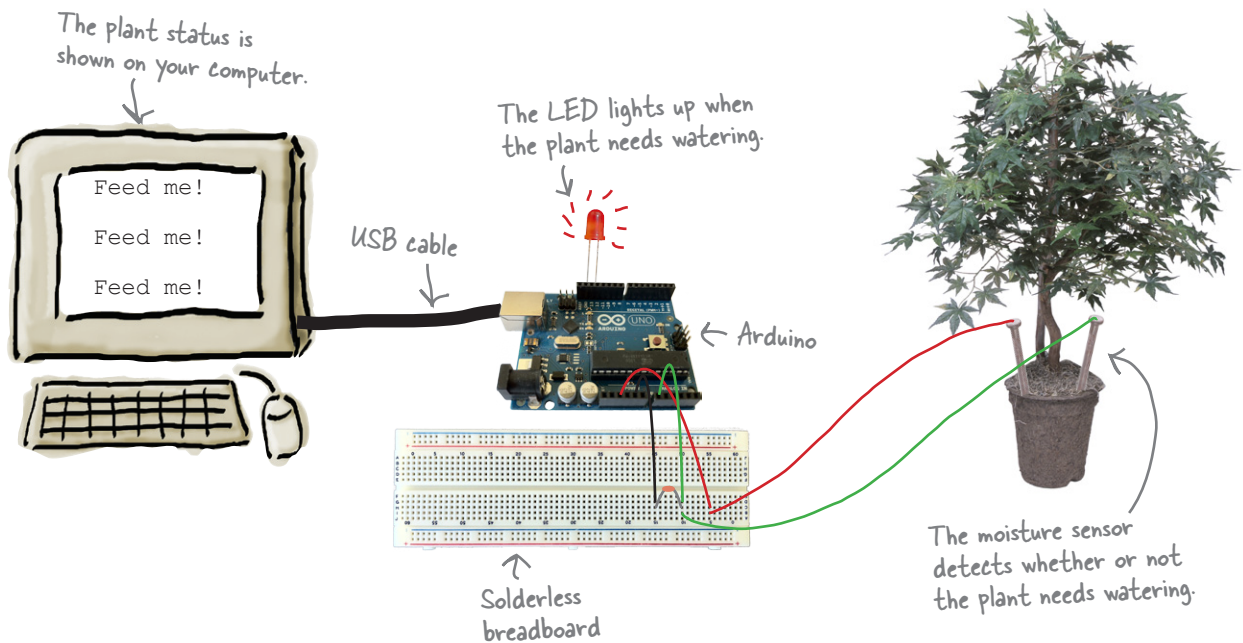 The plant status is
shown on your computer.
Feed me!
Feed me!
Feed me!
USB cable
The LED lights up when
the plant needs watering.
ARDUINO
UNO
Arduino
Solderless
breadboard
The moisture sensor
detects whether or not
the plant needs watering.